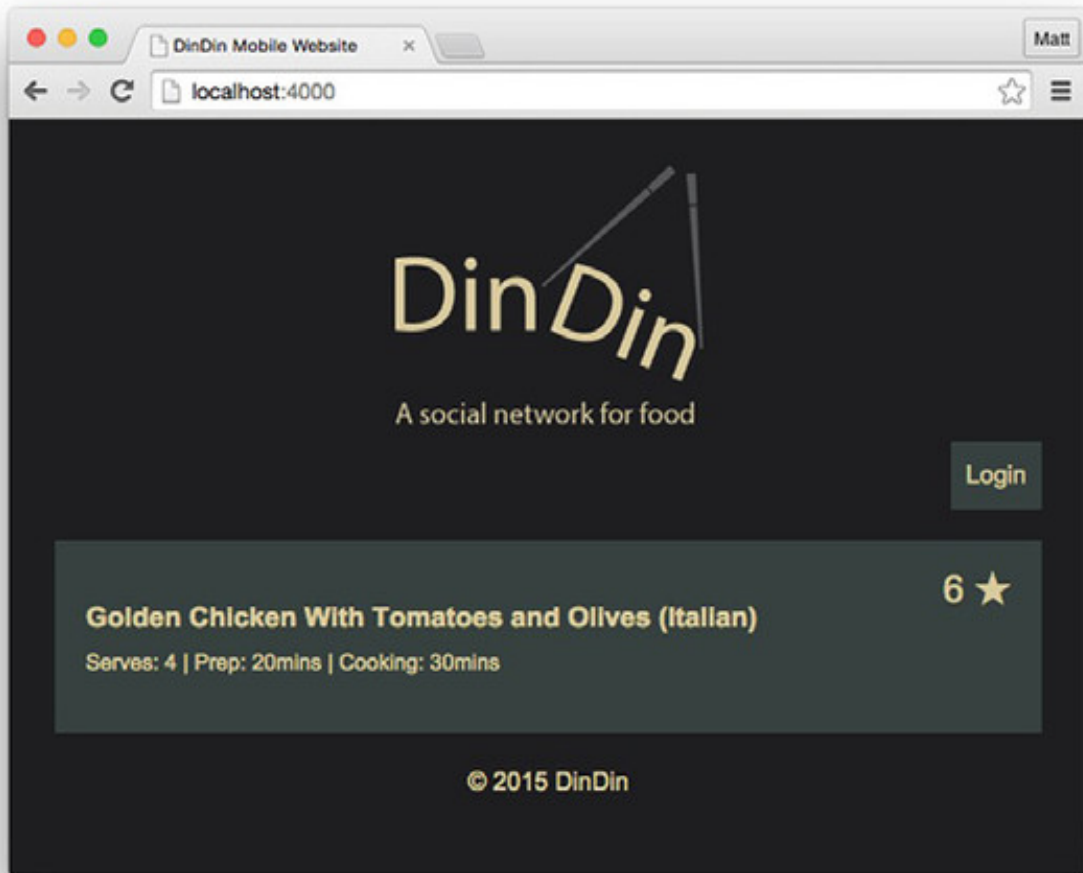 DinDin Mobile Website
Matt
localhost:4000
DinDin
A social network for food
Login
6 ★
Golden Chicken With Tomatoes and Olives (Italian)
Serves: 4 | Prep: 20mins | Cooking: 30mins
© 2015 DinDin